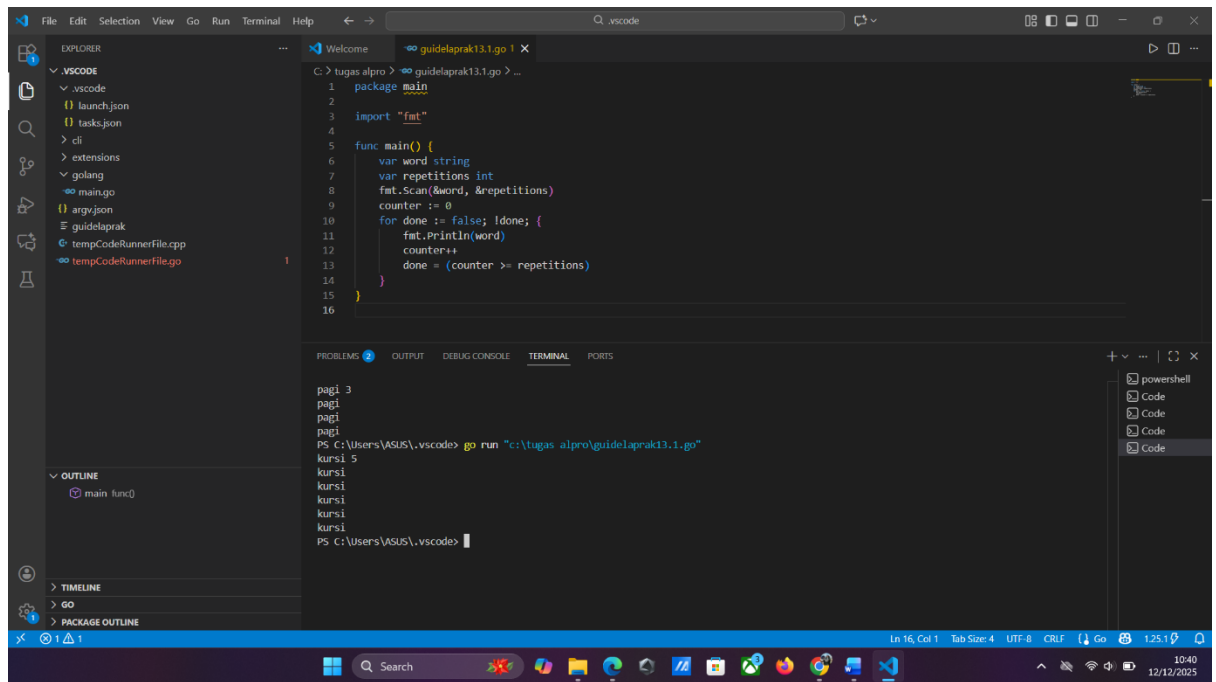 File Edit Selection View Go Run Terminal Help
.vscode
EXPLORER
.VSCODE
.vscode
{} launch.json
{} tasks.json
cli
extensions
golang
main.go
{} argv.json
guidelaprak
tempCodeRunnerFile.cpp
tempCodeRunnerFile.go 1
OUTLINE
main func()
TIMELINE
GO
PACKAGE OUTLINE
Welcome
guidelaprak13.1.go 1
C: > tugas alpro > guidelaprak13.1.go > ...
1 package main
2
3 import "fmt"
4
5 func main() {
6 var word string
7 var repetitions int
8 fmt.Scan(&word, &repetitions)
9 counter := 0
10 for done := false; !done; {
11 fmt.Println(word)
12 counter++
13 done = (counter >= repetitions)
14 }
15 }
16
PROBLEMS 2 OUTPUT DEBUG CONSOLE TERMINAL PORTS
pagi 3
pagi
pagi
pagi
PS C:\Users\ASUS\.vscode> go run "c:\tugas alpro\guidelaprak13.1.go"
kursi 5
kursi
kursi
kursi
kursi
kursi
PS C:\Users\ASUS\.vscode>
powershell
Code
Code
Code
Code
1 1 Ln 16, Col 1 Tab Size: 4 UTF-8 CRLF Go 1.25.1
Search
10:40
12/12/2025